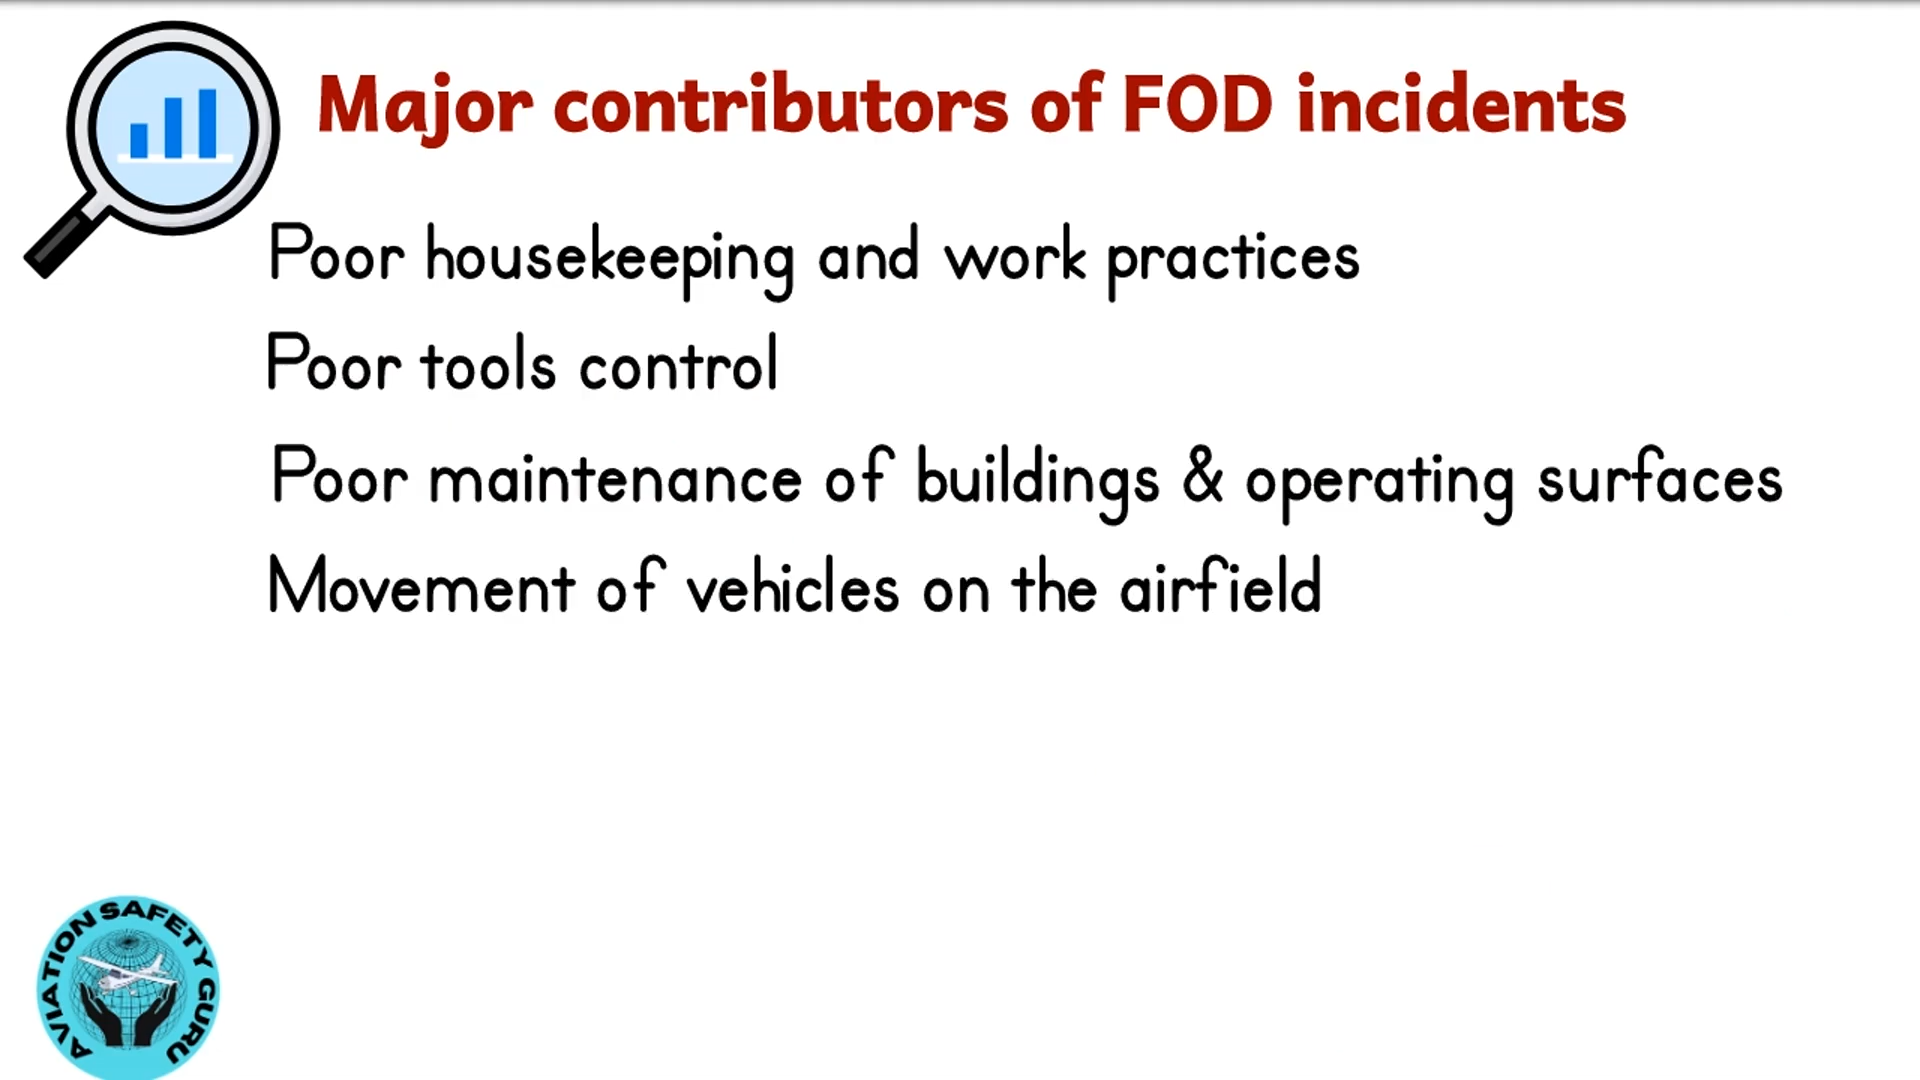 Major contributors of FOD incidents
Poor housekeeping and work practices
Poor tools control
Poor maintenance of buildings & operating surfaces
Movement of vehicles on the airfield
AVIATION SAFETY GURU